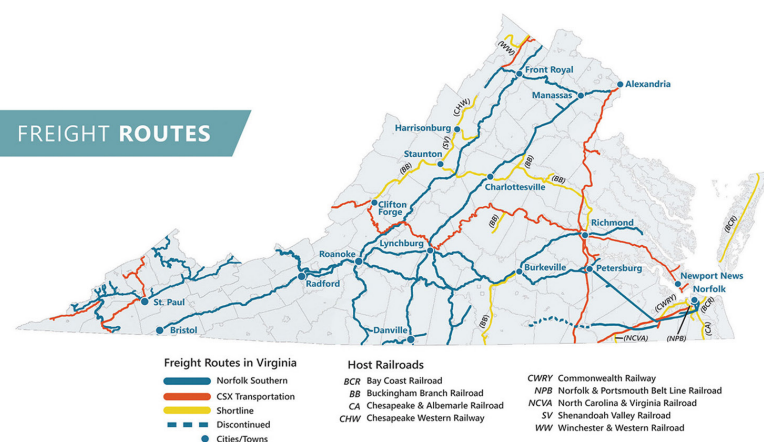 FREIGHT ROUTES
(WW)
Front Royal
Alexandria
Manassas
(CHW)
Harrisonburg
(SV)
Staunton
(BB)
(BB)
(BB)
Charlottesville
Clifton
Forge
(BCR)
(BB)
Richmond
Lynchburg
Roanoke
Radford
Burkeville
Petersburg
Newport News
Norfolk
St. Paul
(CWRY)
(BCR)
Bristol
Danville
(BB)
(NCVA)
(NPB)
(CA)
Freight Routes in Virginia
Norfolk Southern
CSX Transportation
Shortline
Discontinued
Cities/Towns
Host Railroads
BCR Bay Coast Railroad
BB Buckingham Branch Railroad
CA Chesapeake & Albemarle Railroad
CHW Chesapeake Western Railway
CWRY Commonwealth Railway
NPB Norfolk & Portsmouth Belt Line Railroad
NCVA North Carolina & Virginia Railroad
SV Shenandoah Valley Railroad
WW Winchester & Western Railroad